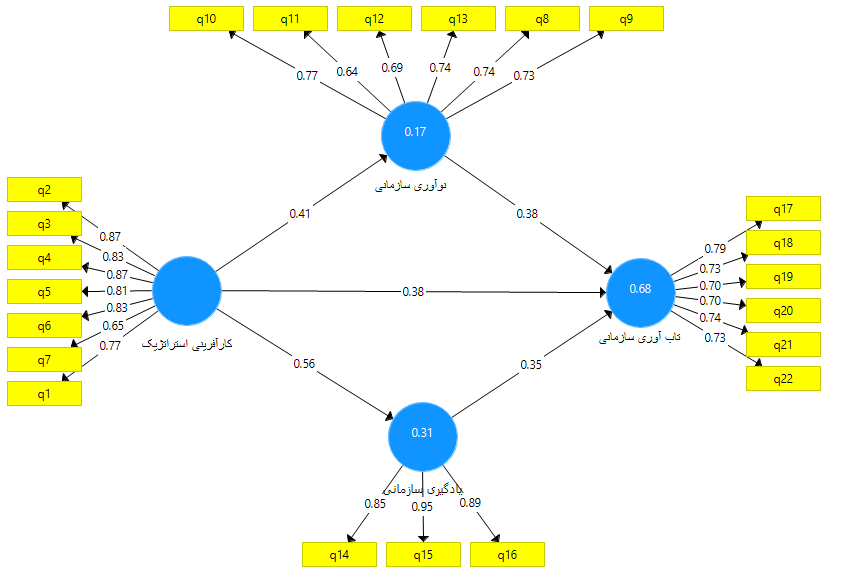 q10
q11
q12
q13
q8
q9
0.77
0.64
0.69
0.74
0.74
0.73
0.17
نوآوری سازمانی
q2
q3
q4
q5
q6
q7
q1
0.87
0.83
0.87
0.81
0.83
0.65
0.77
کارآفرینی استراتژیک
0.41
0.38
0.38
0.56
0.35
0.68
تاب آوری سازمانی
0.79
0.73
0.70
0.70
0.74
0.73
q17
q18
q19
q20
q21
q22
0.31
یادگیری سازمانی
0.85
0.95
0.89
q14
q15
q16